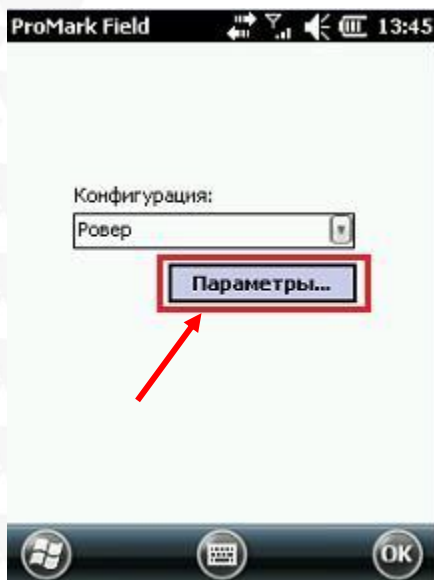 ProMark Field 13:45
Конфигурация:
Ровер
Параметры...
OK